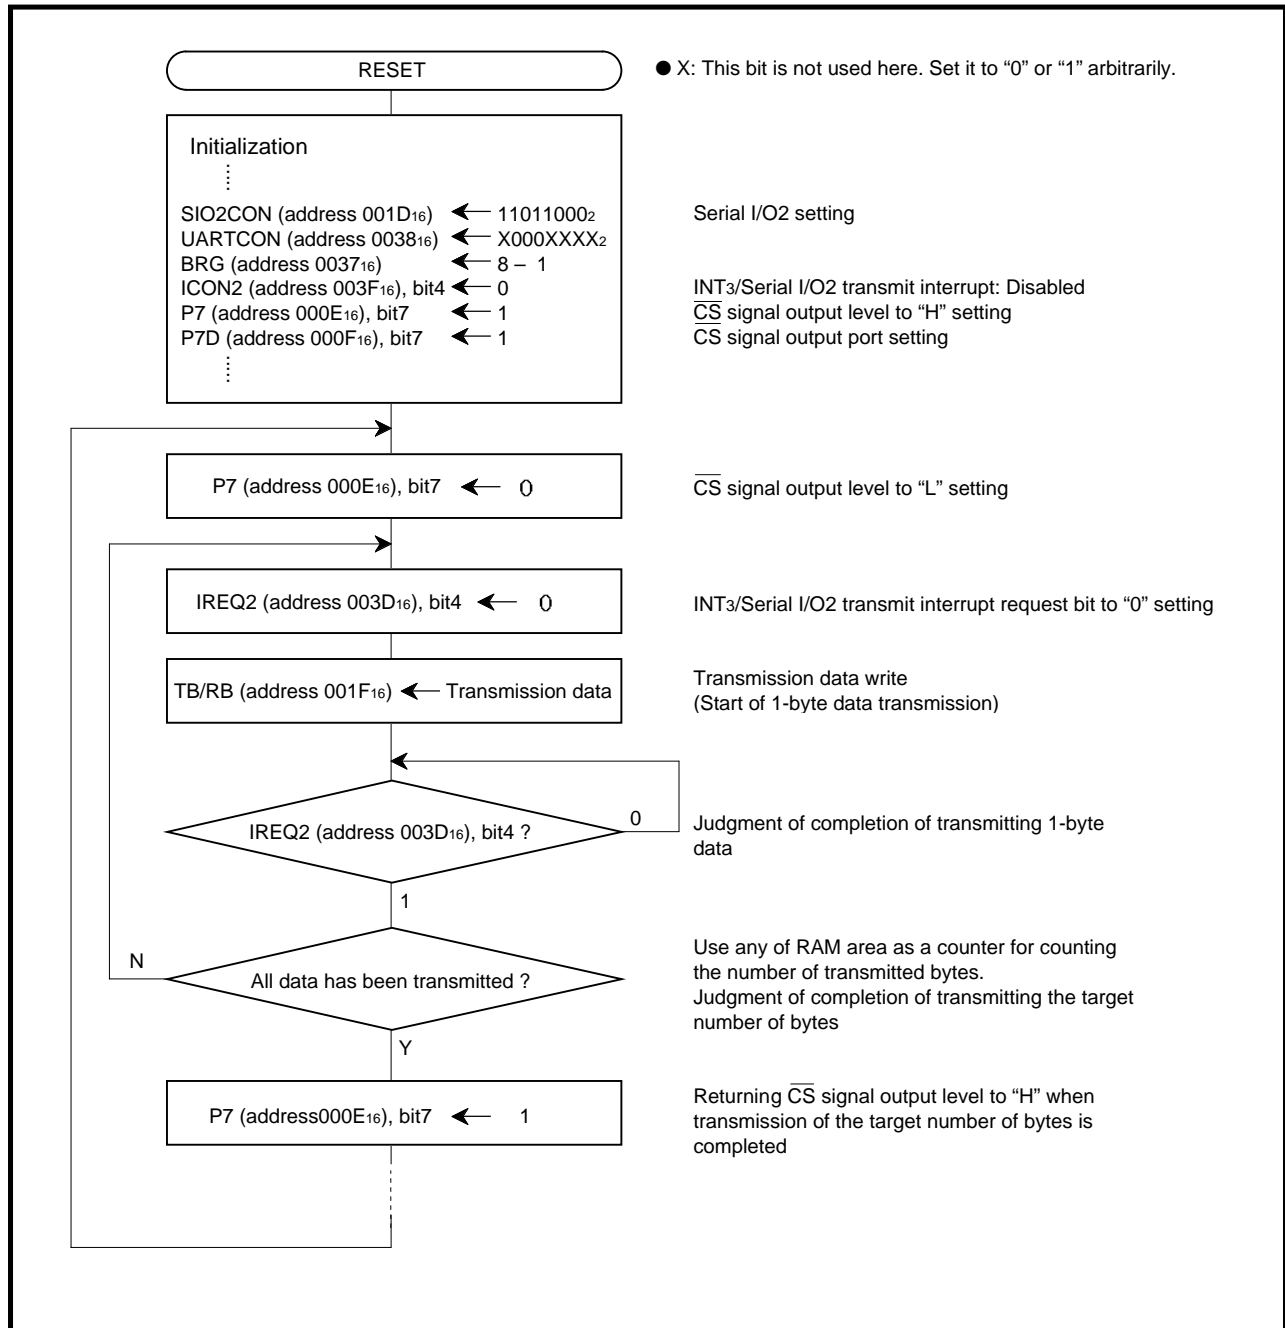 RESET
● X: This bit is not used here. Set it to “0” or “1” arbitrarily.
Initialization
SIO2CON (address 001D₁₆) ← 11011000₂
Serial I/O2 setting
UARTCON (address 0038₁₆) ← X000XXXX₂
BRG (address 0037₁₆) ← 8 – 1
ICON2 (address 003F₁₆), bit4 ← 0
INT₃/Serial I/O2 transmit interrupt: Disabled
P7 (address 000E₁₆), bit7 ← 1
C̅S̅ signal output level to “H” setting
P7D (address 000F₁₆), bit7 ← 1
C̅S̅ signal output port setting
P7 (address 000E₁₆), bit7 ← 0
C̅S̅ signal output level to “L” setting
IREQ2 (address 003D₁₆), bit4 ← 0
INT₃/Serial I/O2 transmit interrupt request bit to “0” setting
TB/RB (address 001F₁₆) ← Transmission data
Transmission data write
(Start of 1-byte data transmission)
IREQ2 (address 003D₁₆), bit4 ?
0
Judgment of completion of transmitting 1-byte
data
1
All data has been transmitted ?
N
Use any of RAM area as a counter for counting
the number of transmitted bytes.
Judgment of completion of transmitting the target
number of bytes
Y
P7 (address000E₁₆), bit7 ← 1
Returning C̅S̅ signal output level to “H” when
transmission of the target number of bytes is
completed